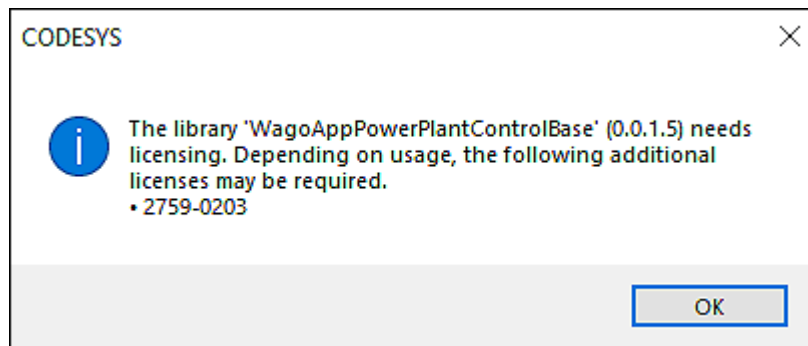 CODESYS
The library 'WagoAppPowerPlantControlBase' (0.0.1.5) needs
licensing. Depending on usage, the following additional
licenses may be required.
• 2759-0203
OK